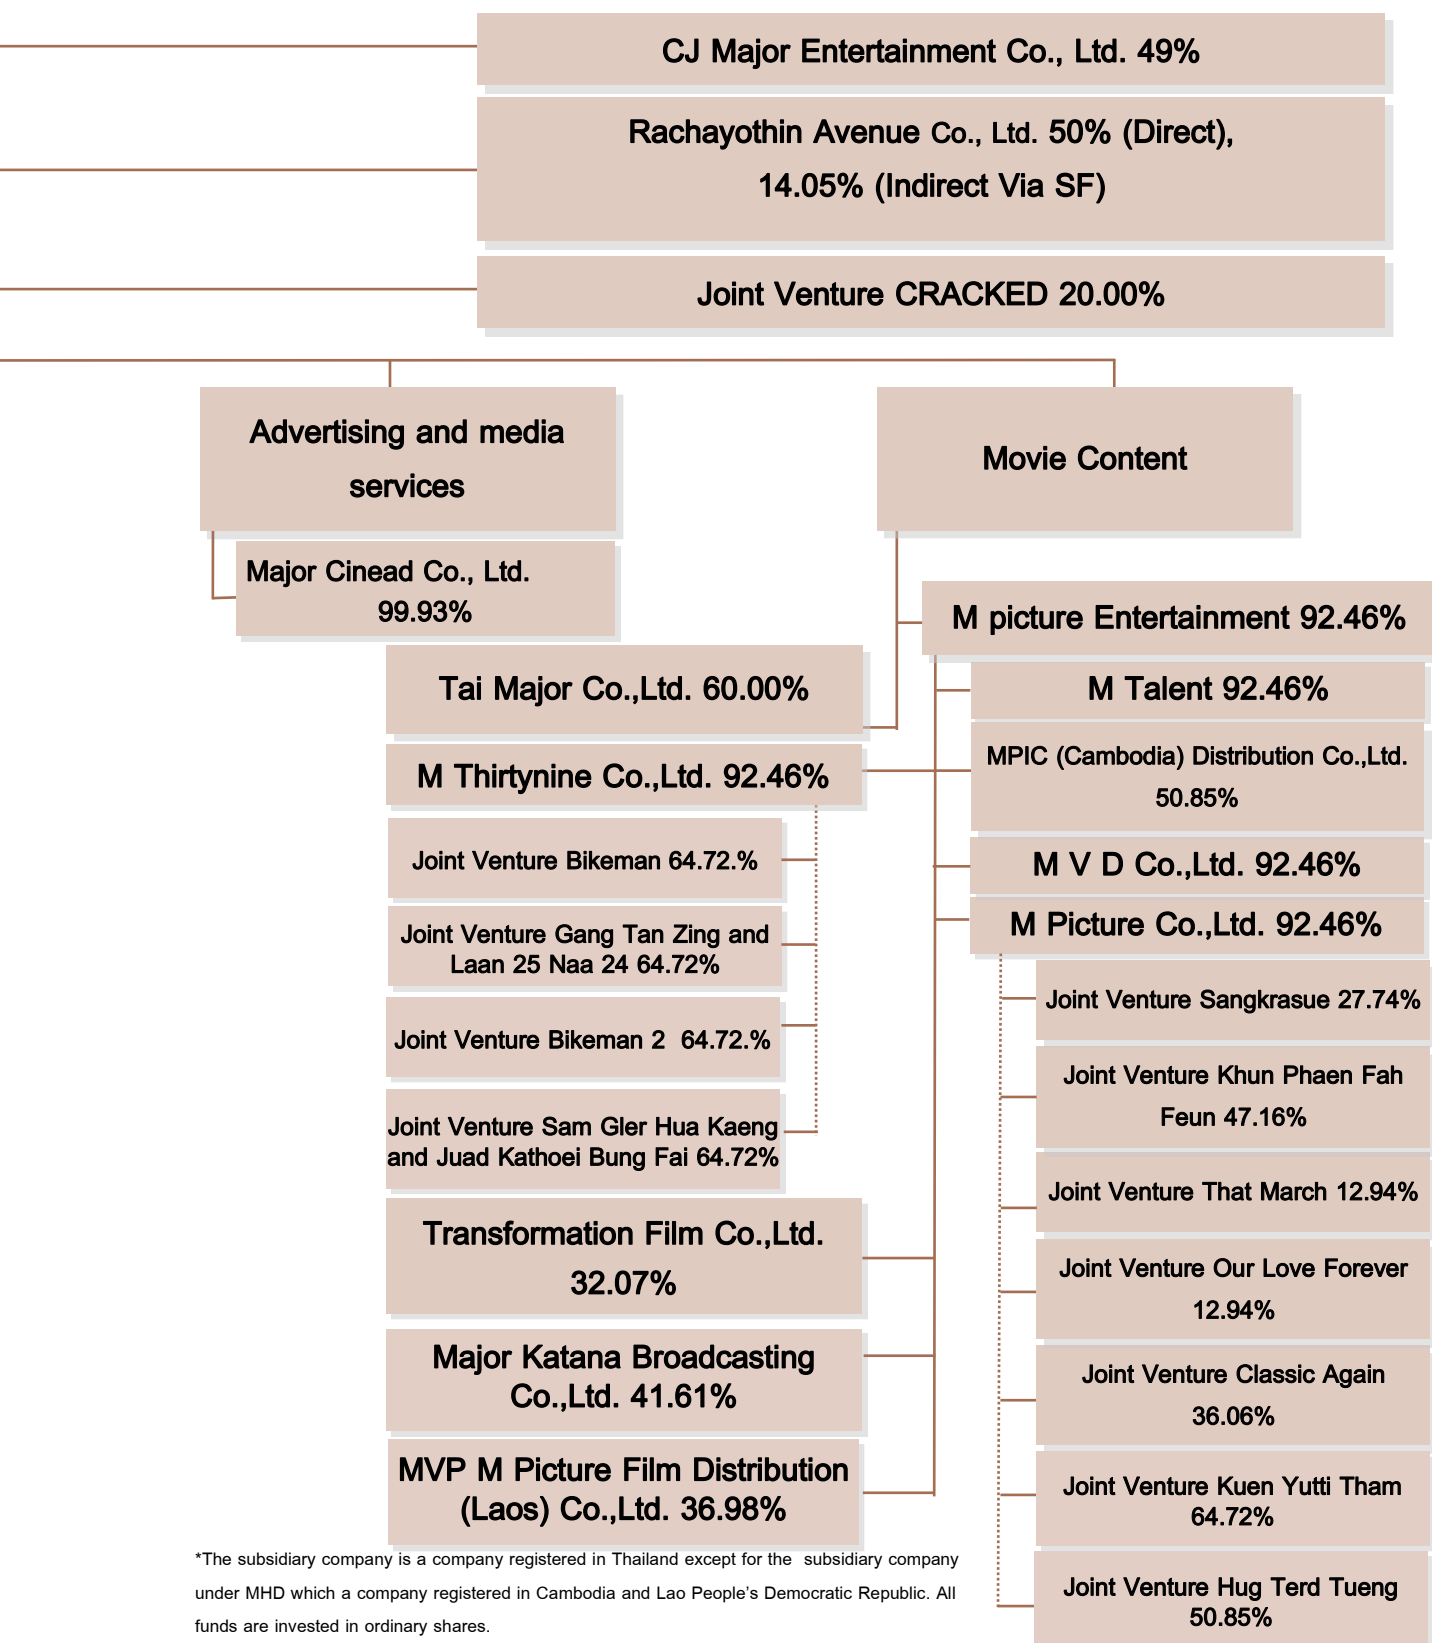 CJ Major Entertainment Co., Ltd. 49%
Rachayothin Avenue Co., Ltd. 50% (Direct),
14.05% (Indirect Via SF)
Joint Venture CRACKED 20.00%
Advertising and media
services
Major Cinead Co., Ltd.
99.93%
Movie Content
M picture Entertainment 92.46%
Tai Major Co.,Ltd. 60.00%
M Thirtynine Co.,Ltd. 92.46%
Joint Venture Bikeman 64.72.%
Joint Venture Gang Tan Zing and
Laan 25 Naa 24 64.72%
Joint Venture Bikeman 2  64.72.%
Joint Venture Sam Gler Hua Kaeng
and Juad Kathoei Bung Fai 64.72%
Transformation Film Co.,Ltd.
32.07%
Major Katana Broadcasting
Co.,Ltd. 41.61%
MVP M Picture Film Distribution
(Laos) Co.,Ltd. 36.98%
M Talent 92.46%
MPIC (Cambodia) Distribution Co.,Ltd.
50.85%
M V D Co.,Ltd. 92.46%
M Picture Co.,Ltd. 92.46%
Joint Venture Sangkrasue 27.74%
Joint Venture Khun Phaen Fah
Feun 47.16%
Joint Venture That March 12.94%
Joint Venture Our Love Forever
12.94%
Joint Venture Classic Again
36.06%
Joint Venture Kuen Yutti Tham
64.72%
Joint Venture Hug Terd Tueng
50.85%
*The subsidiary company is a company registered in Thailand except for the  subsidiary company
under MHD which a company registered in Cambodia and Lao People's Democratic Republic. All
funds are invested in ordinary shares.